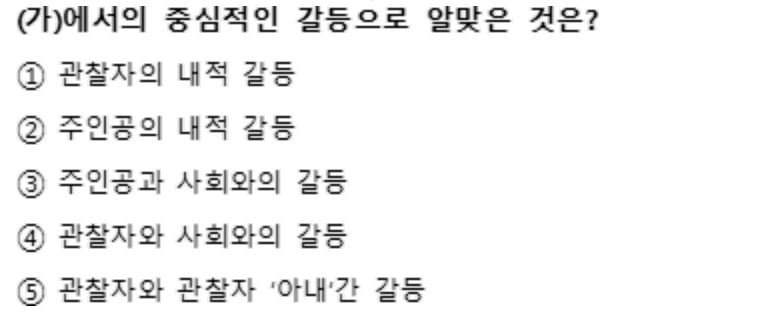 (가)에서의 중심적인 갈등으로 알맞은 것은?
① 관찰자의 내적 갈등
② 주인공의 내적 갈등
③ 주인공과 사회와의 갈등
④ 관찰자와 사회와의 갈등
⑤ 관찰자와 관찰자 '아내'간 갈등